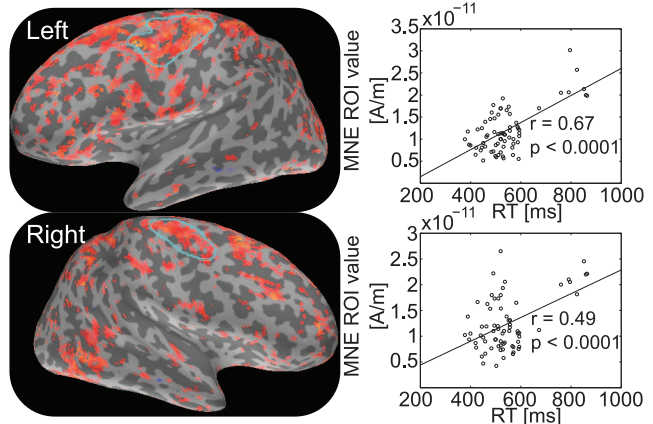 Left
x10⁻¹¹
MNE ROI value
[A/m]
3.5
3
2.5
2
1.5
1
0.5
r = 0.67
p < 0.0001
200 400 600 800 1000
RT [ms]
Right
x10⁻¹¹
MNE ROI value
[A/m]
3
2.5
2
1.5
1
0.5
r = 0.49
p < 0.0001
200 400 600 800 1000
RT [ms]